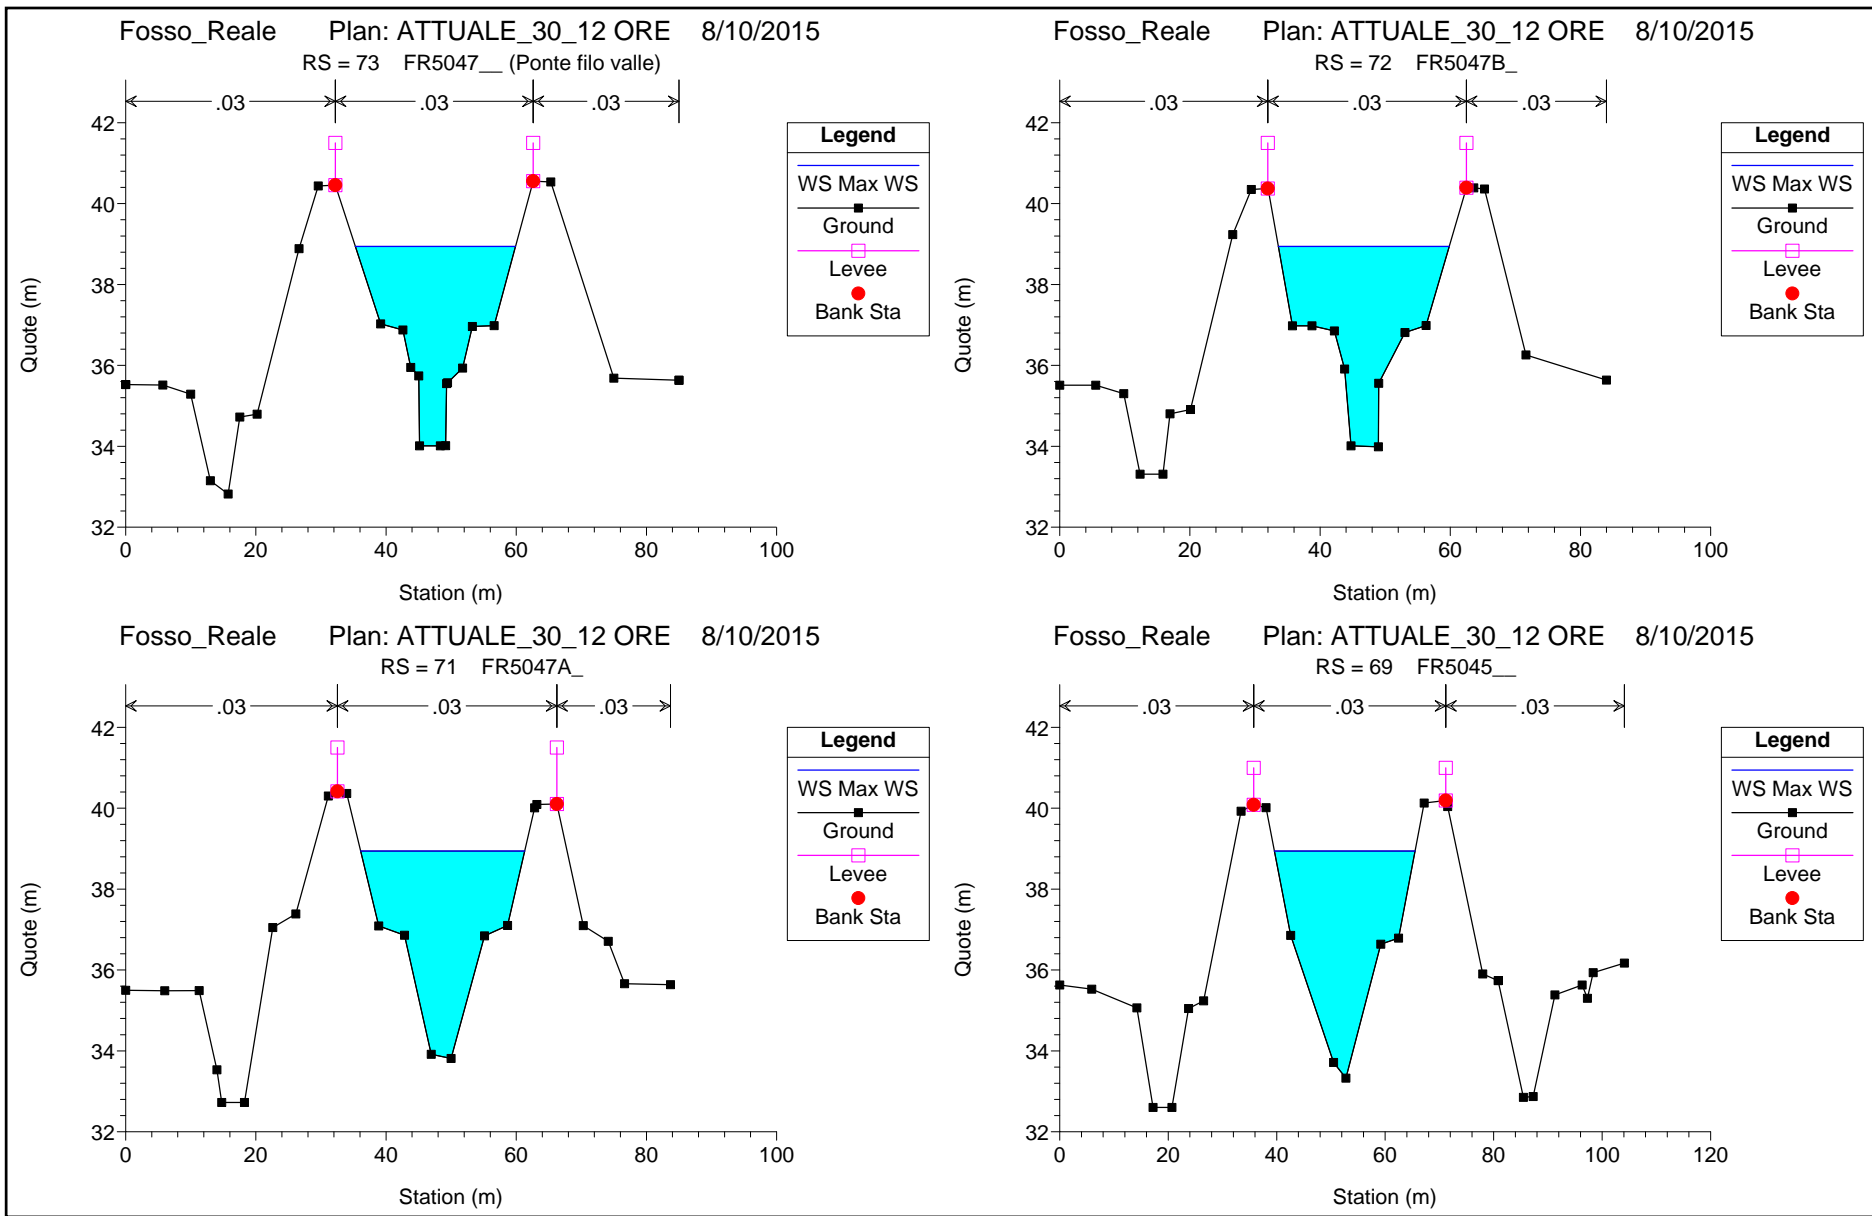 Fosso_Reale Plan: ATTUALE_30_12 ORE 8/10/2015
RS = 73 FR5047__ (Ponte filo valle)
.03 .03 .03
42
40
38
36
34
32
0 20 40 60 80 100
Station (m)
Quote (m)
Legend
WS Max WS
Ground
Levee
Bank Sta
Fosso_Reale Plan: ATTUALE_30_12 ORE 8/10/2015
RS = 72 FR5047B_
.03 .03 .03
42
40
38
36
34
32
0 20 40 60 80 100
Station (m)
Quote (m)
Legend
WS Max WS
Ground
Levee
Bank Sta
Fosso_Reale Plan: ATTUALE_30_12 ORE 8/10/2015
RS = 71 FR5047A_
.03 .03 .03
42
40
38
36
34
32
0 20 40 60 80 100
Station (m)
Quote (m)
Legend
WS Max WS
Ground
Levee
Bank Sta
Fosso_Reale Plan: ATTUALE_30_12 ORE 8/10/2015
RS = 69 FR5045__
.03 .03 .03
42
40
38
36
34
32
0 20 40 60 80 100 120
Station (m)
Quote (m)
Legend
WS Max WS
Ground
Levee
Bank Sta